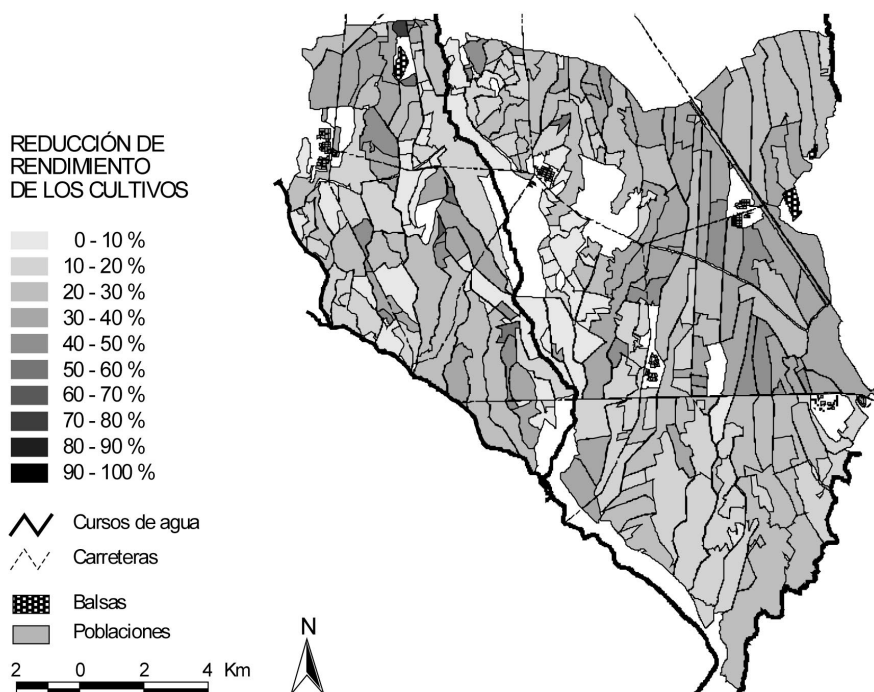 REDUCCIÓN DE
RENDIMIENTO
DE LOS CULTIVOS
0 - 10 %
10 - 20 %
20 - 30 %
30 - 40 %
40 - 50 %
50 - 60 %
60 - 70 %
70 - 80 %
80 - 90 %
90 - 100 %
Cursos de agua
Carreteras
Balsas
Poblaciones
2 0 2 4 Km
N